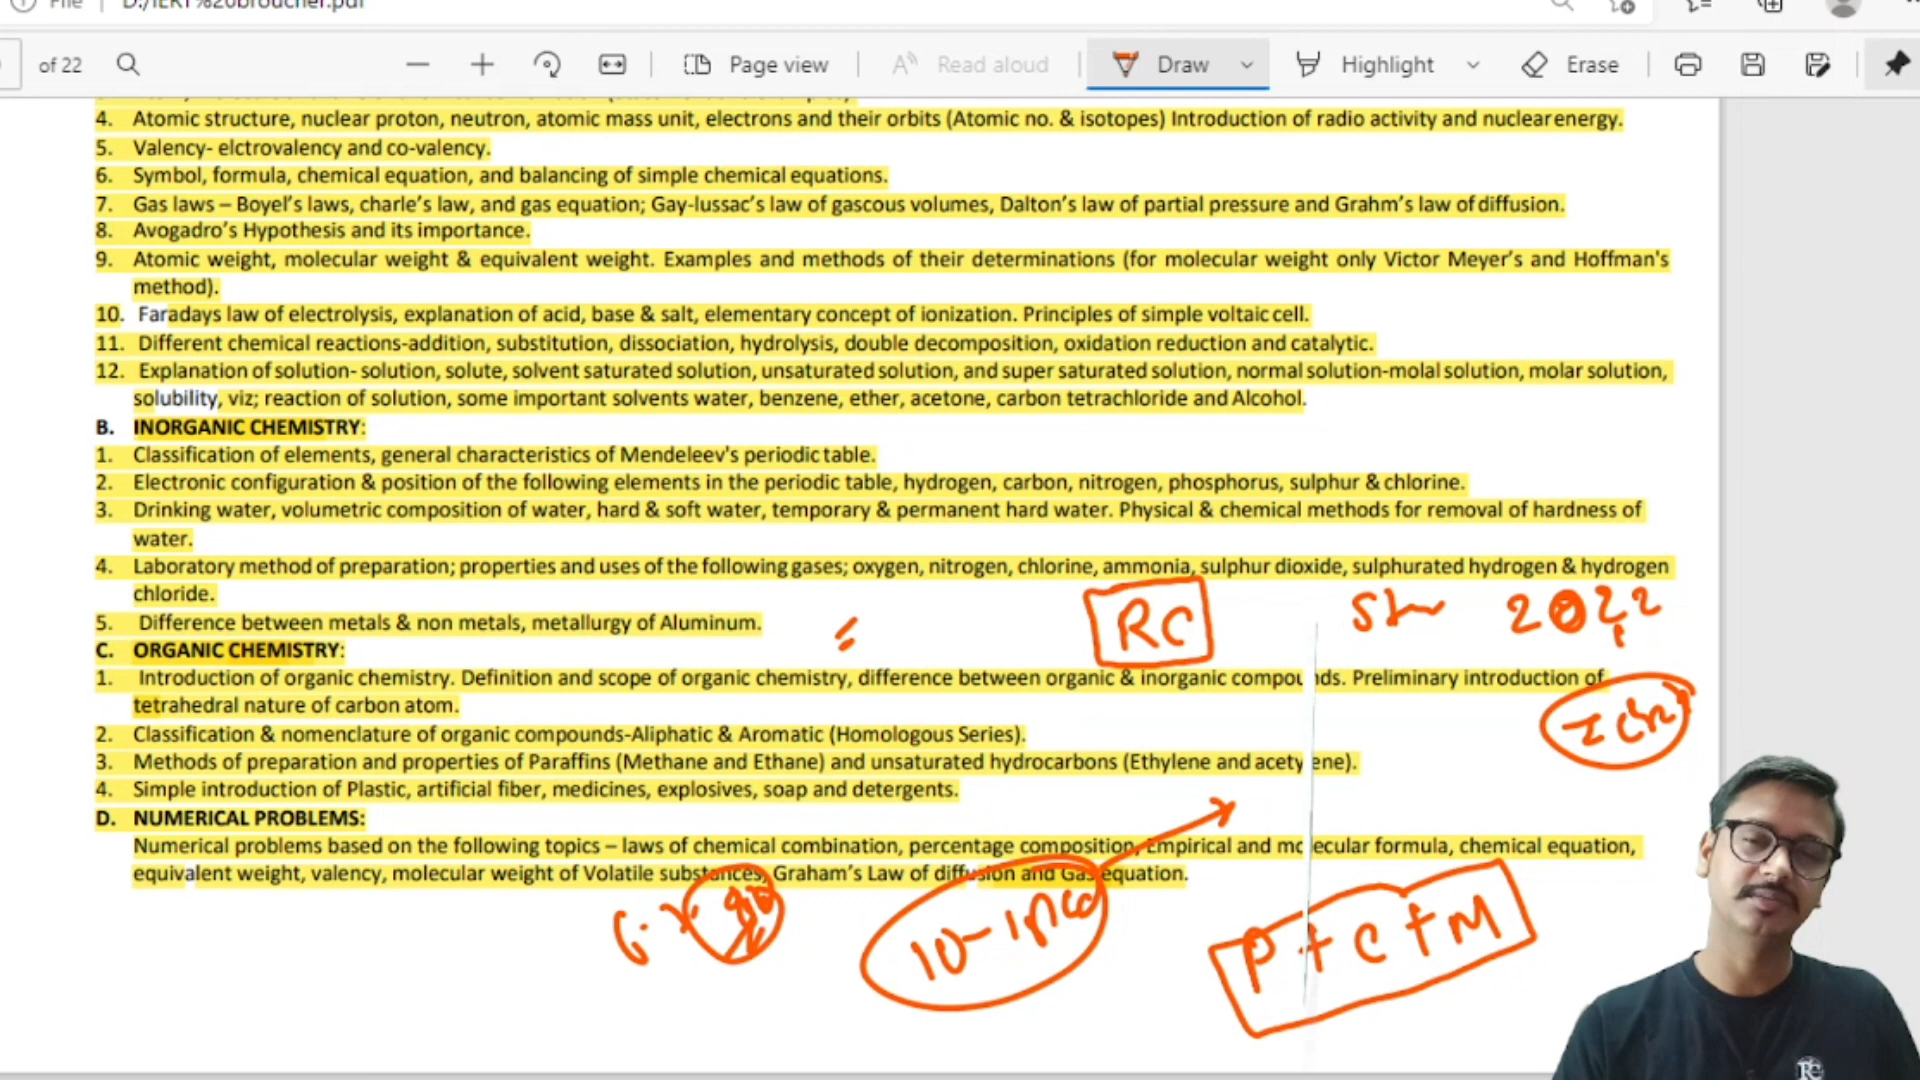 File | D:/IERT%20broucher.pdf
of 22
Page view
Read aloud
Draw
Highlight
Erase
4. Atomic structure, nuclear proton, neutron, atomic mass unit, electrons and their orbits (Atomic no. & isotopes) Introduction of radio activity and nuclear energy.
5. Valency- elctrovalency and co-valency.
6. Symbol, formula, chemical equation, and balancing of simple chemical equations.
7. Gas laws – Boyel's laws, charle's law, and gas equation; Gay-lussac's law of gascous volumes, Dalton's law of partial pressure and Grahm's law of diffusion.
8. Avogadro's Hypothesis and its importance.
9. Atomic weight, molecular weight & equivalent weight. Examples and methods of their determinations (for molecular weight only Victor Meyer's and Hoffman's
method).
10. Faradays law of electrolysis, explanation of acid, base & salt, elementary concept of ionization. Principles of simple voltaic cell.
11. Different chemical reactions-addition, substitution, dissociation, hydrolysis, double decomposition, oxidation reduction and catalytic.
12. Explanation of solution- solution, solute, solvent saturated solution, unsaturated solution, and super saturated solution, normal solution-molal solution, molar solution,
solubility, viz; reaction of solution, some important solvents water, benzene, ether, acetone, carbon tetrachloride and Alcohol.
B. INORGANIC CHEMISTRY:
1. Classification of elements, general characteristics of Mendeleev's periodic table.
2. Electronic configuration & position of the following elements in the periodic table, hydrogen, carbon, nitrogen, phosphorus, sulphur & chlorine.
3. Drinking water, volumetric composition of water, hard & soft water, temporary & permanent hard water. Physical & chemical methods for removal of hardness of
water.
4. Laboratory method of preparation; properties and uses of the following gases; oxygen, nitrogen, chlorine, ammonia, sulphur dioxide, sulphurated hydrogen & hydrogen
chloride.
5. Difference between metals & non metals, metallurgy of Aluminum.
RC
2022
C. ORGANIC CHEMISTRY:
1. Introduction of organic chemistry. Definition and scope of organic chemistry, difference between organic & inorganic compounds. Preliminary introduction of
tetrahedral nature of carbon atom.
2. Classification & nomenclature of organic compounds-Aliphatic & Aromatic (Homologous Series).
3. Methods of preparation and properties of Paraffins (Methane and Ethane) and unsaturated hydrocarbons (Ethylene and acetylene).
4. Simple introduction of Plastic, artificial fiber, medicines, explosives, soap and detergents.
D. NUMERICAL PROBLEMS:
Numerical problems based on the following topics – laws of chemical combination, percentage composition, Empirical and molecular formula, chemical equation,
equivalent weight, valency, molecular weight of Volatile substances, Graham's Law of diffusion and Gas equation.
P + C + M
RC